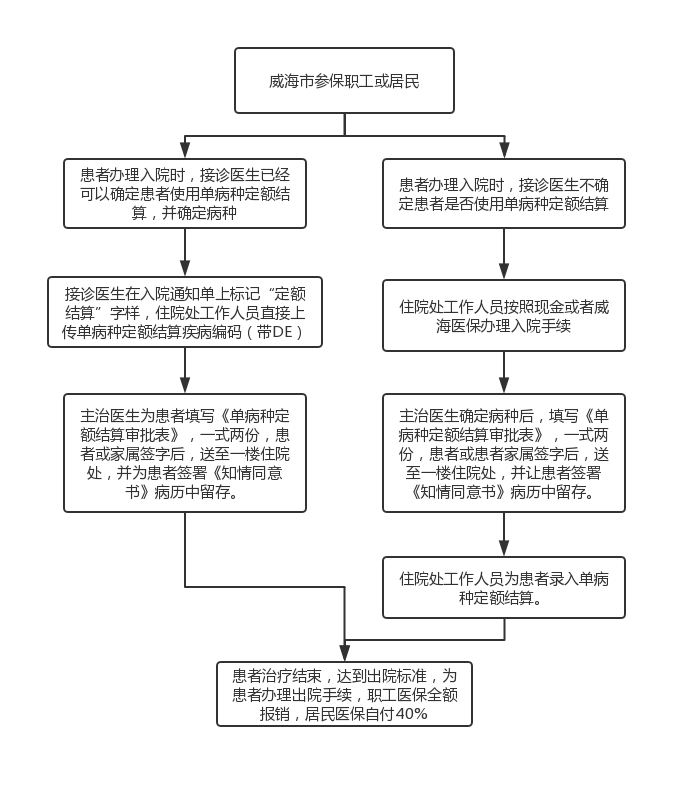 威海市参保职工或居民
患者办理入院时，接诊医生已经
可以确定患者使用单病种定额结
算，并确定病种
患者办理入院时，接诊医生不确
定患者是否使用单病种定额结算
接诊医生在入院通知单上标记“定额
结算”字样，住院处工作人员直接上
传单病种定额结算疾病编码（带DE）
住院处工作人员按照现金或者威
海医保办理入院手续
主治医生为患者填写《单病种定
额结算审批表》，一式两份，患
者或家属签字后，送至一楼住院
处，并为患者签署《知情同意
书》病历中留存。
主治医生确定病种后，填写《单
病种定额结算审批表》，一式两
份，患者或患者家属签字后，送
至一楼住院处，并让患者签署
《知情同意书》病历中留存。
住院处工作人员为患者录入单病
种定额结算。
患者治疗结束，达到出院标准，为
患者办理出院手续，职工医保全额
报销，居民医保自付40%